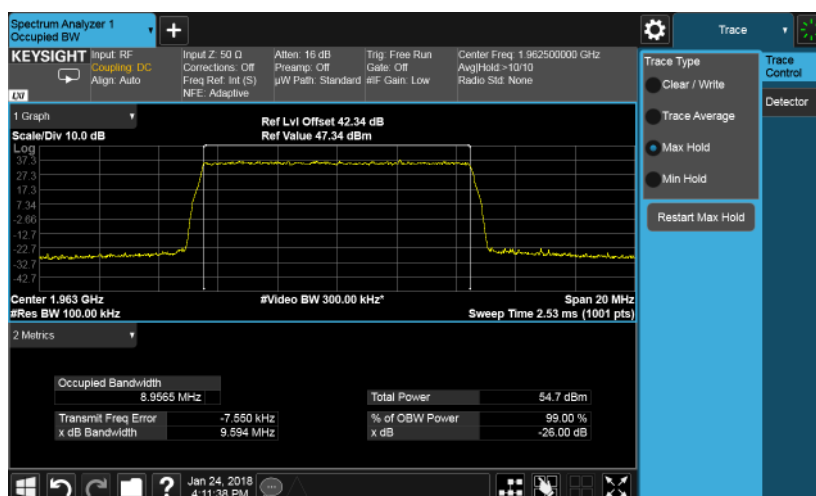 Spectrum Analyzer 1
Occupied BW
+
Trace
KEYSIGHT
LXI
Input: RF
Coupling: DC
Align: Auto
Input Z: 50 Ω
Corrections: Off
Freq Ref: Int (S)
NFE: Adaptive
Atten: 16 dB
Preamp: Off
µW Path: Standard
Trig: Free Run
Gate: Off
#IF Gain: Low
Center Freq: 1.962500000 GHz
Avg|Hold:>10/10
Radio Std: None
1 Graph
Scale/Div 10.0 dB
Ref Lvl Offset 42.34 dB
Ref Value 47.34 dBm
Log
37.3
27.3
17.3
7.34
-2.66
-12.7
-22.7
-32.7
-42.7
Center 1.963 GHz
#Res BW 100.00 kHz
#Video BW 300.00 kHz*
Span 20 MHz
Sweep Time 2.53 ms (1001 pts)
2 Metrics
Occupied Bandwidth
8.9565 MHz
Transmit Freq Error -7.550 kHz
x dB Bandwidth 9.594 MHz
Total Power 54.7 dBm
% of OBW Power 99.00 %
x dB -26.00 dB
Trace Type
Clear / Write
Trace Average
Max Hold
Min Hold
Restart Max Hold
Trace
Control
Detector
?
Jan 24, 2018
4:11:38 PM